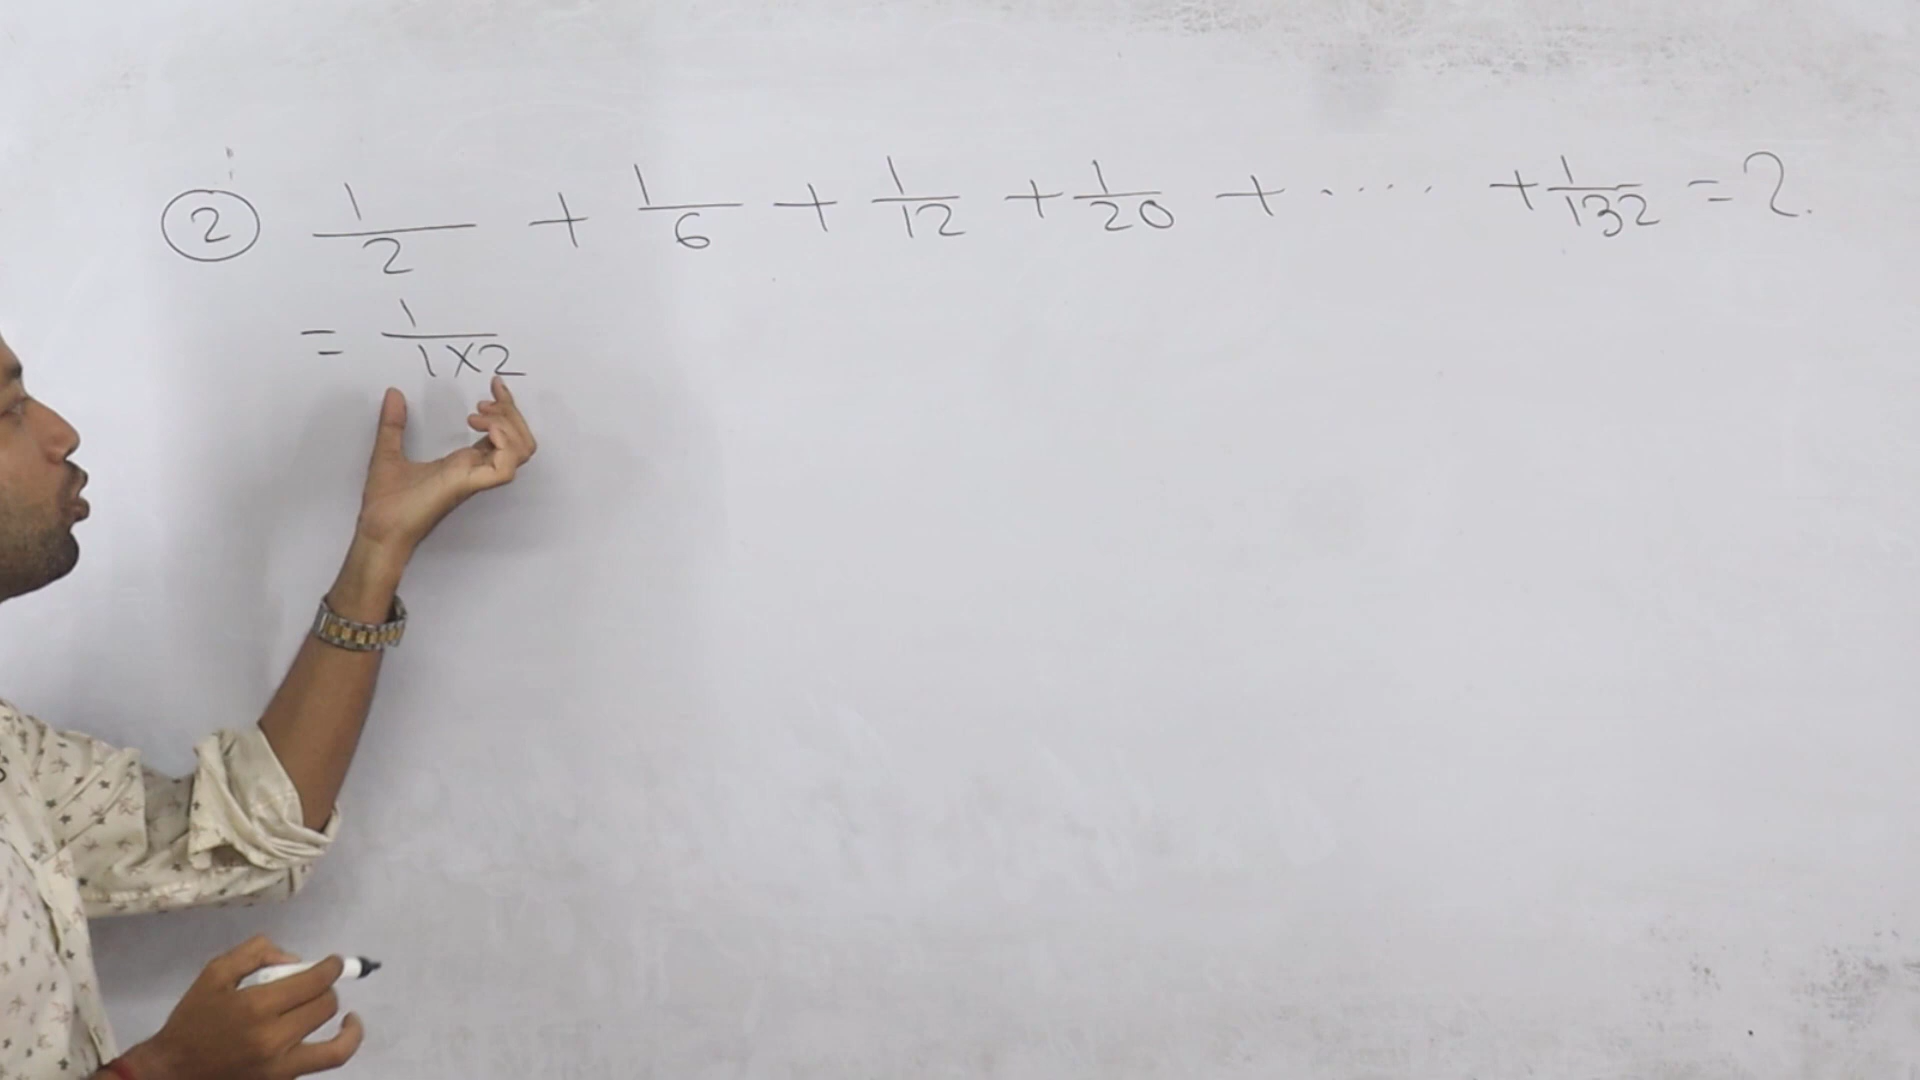 ② 1/2 + 1/6 + 1/12 + 1/20 + ..... + 1/132 = ?
= 1/1×2